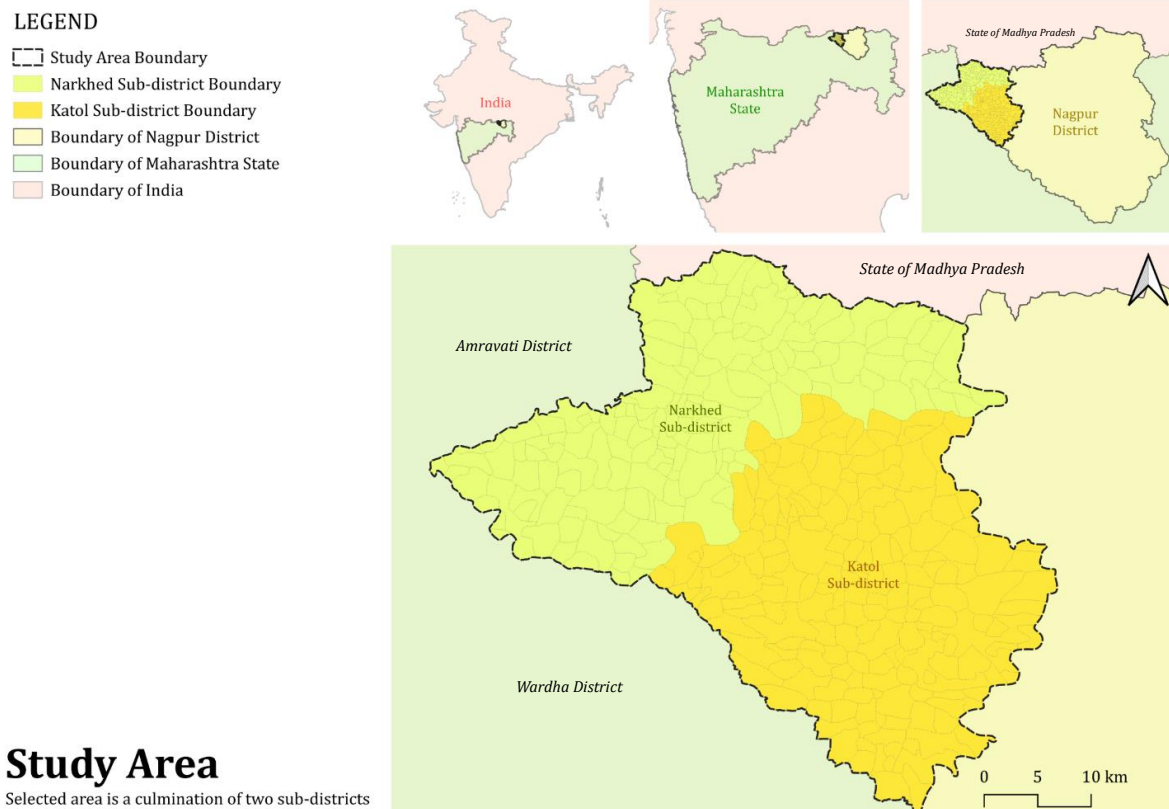 LEGEND
Study Area Boundary
Narkhed Sub-district Boundary
Katol Sub-district Boundary
Boundary of Nagpur District
Boundary of Maharashtra State
Boundary of India
India
Maharashtra
State
State of Madhya Pradesh
Nagpur
District
State of Madhya Pradesh
Amravati District
Narkhed
Sub-district
Katol
Sub-district
Wardha District
0 5 10 km
Study Area
Selected area is a culmination of two sub-districts